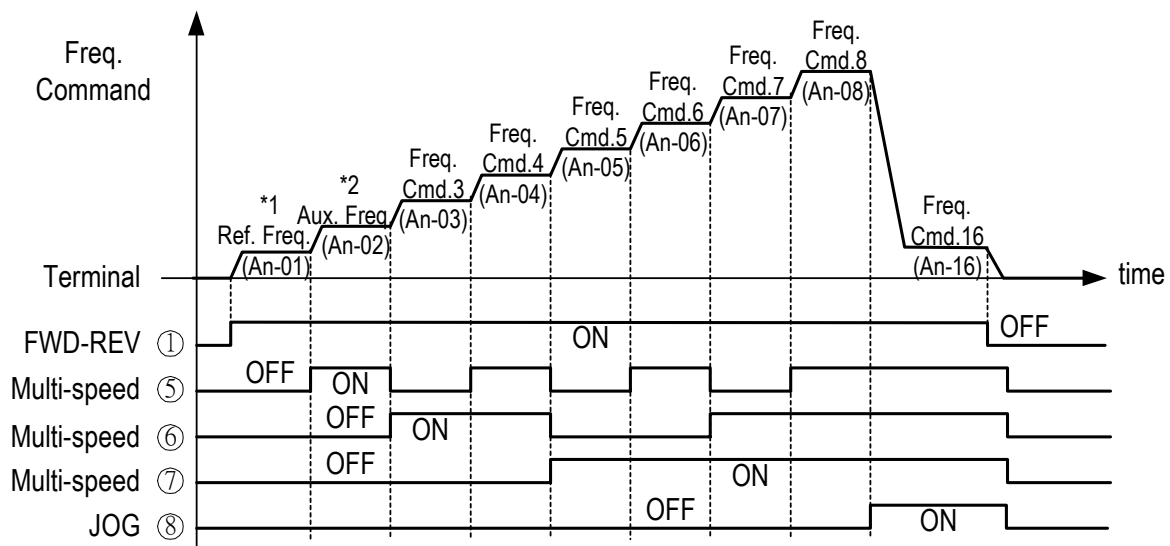 Freq.
Command
*1
Ref. Freq.
(An-01)
*2
Aux. Freq.
(An-02)
Freq.
Cmd.3
(An-03)
Freq.
Cmd.4
(An-04)
Freq.
Cmd.5
(An-05)
Freq.
Cmd.6
(An-06)
Freq.
Cmd.7
(An-07)
Freq.
Cmd.8
(An-08)
Freq.
Cmd.16
(An-16)
Terminal
time
FWD-REV ① ON OFF
Multi-speed ⑤ OFF ON
Multi-speed ⑥ OFF ON
Multi-speed ⑦ OFF ON
JOG ⑧ OFF ON